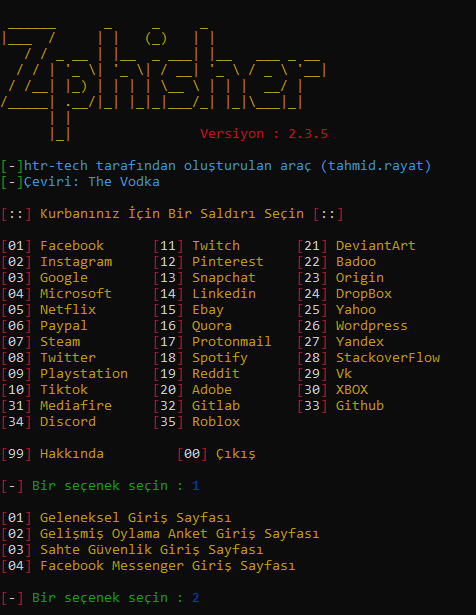 Zphisher
Versiyon : 2.3.5
[-]htr-tech tarafından oluşturulan araç (tahmid.rayat)
[-]Çeviri: The Vodka
[::] Kurbanınız İçin Bir Saldırı Seçin [::]
[01] Facebook [11] Twitch [21] DeviantArt
[02] Instagram [12] Pinterest [22] Badoo
[03] Google [13] Snapchat [23] Origin
[04] Microsoft [14] Linkedin [24] DropBox
[05] Netflix [15] Ebay [25] Yahoo
[06] Paypal [16] Quora [26] Wordpress
[07] Steam [17] Protonmail [27] Yandex
[08] Twitter [18] Spotify [28] StackoverFlow
[09] Playstation [19] Reddit [29] Vk
[10] Tiktok [20] Adobe [30] XBOX
[31] Mediafire [32] Gitlab [33] Github
[34] Discord [35] Roblox
[99] Hakkında [00] Çıkış
[-] Bir seçenek seçin : 1
[01] Geleneksel Giriş Sayfası
[02] Gelişmiş Oylama Anket Giriş Sayfası
[03] Sahte Güvenlik Giriş Sayfası
[04] Facebook Messenger Giriş Sayfası
[-] Bir seçenek seçin : 2